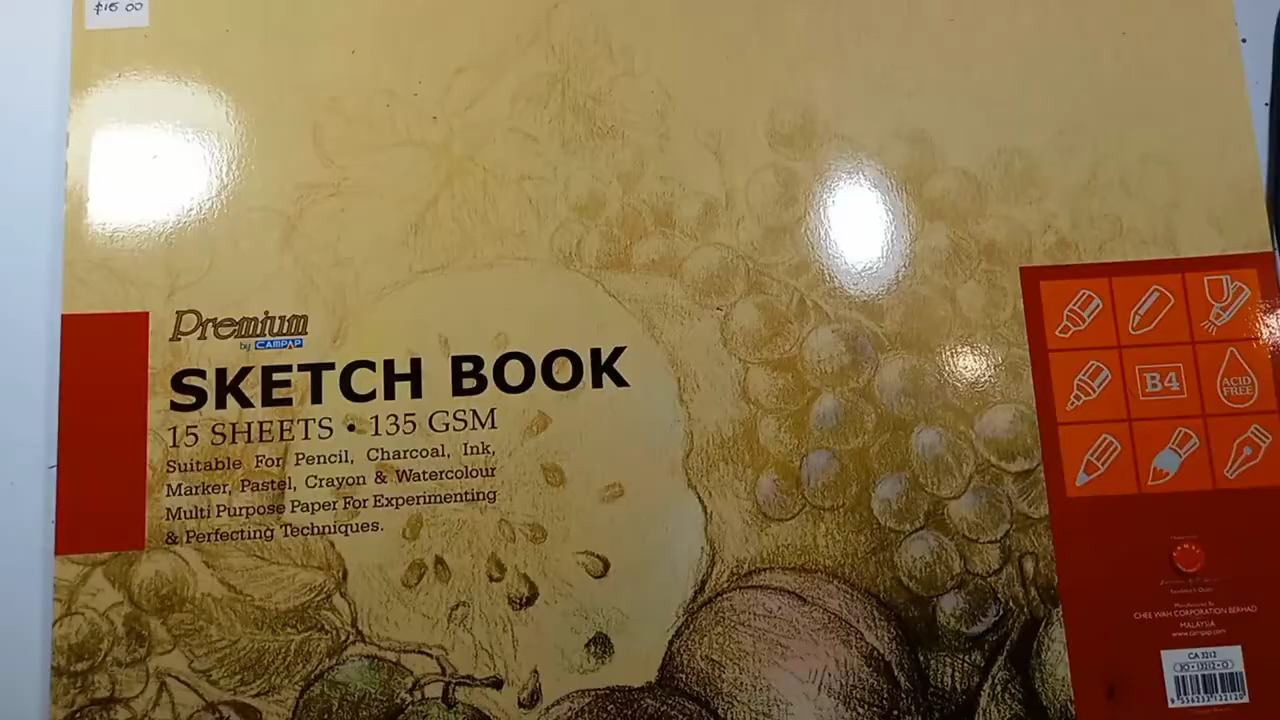 $15 00
Premium
by CAMPAP
SKETCH BOOK
15 SHEETS • 135 GSM
Suitable For Pencil, Charcoal, Ink,
Marker, Pastel, Crayon & Watercolour
Multi Purpose Paper For Experimenting
& Perfecting Techniques.
B4
ACID
FREE
Manufactured by
CHEE WAH CORPORATION BERHAD
MALAYSIA
www.campap.com
CA 3212